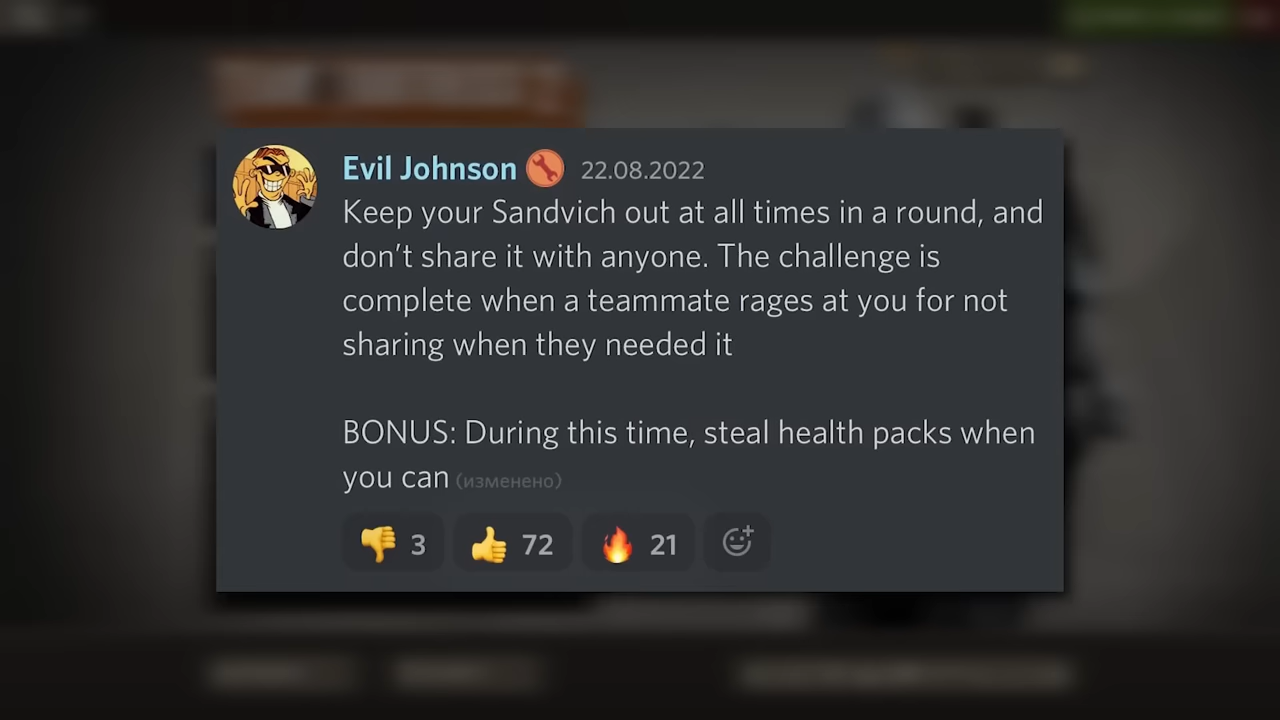 Evil Johnson 22.08.2022
Keep your Sandvich out at all times in a round, and
don't share it with anyone. The challenge is
complete when a teammate rages at you for not
sharing when they needed it
BONUS: During this time, steal health packs when
you can (изменено)
3 72 21